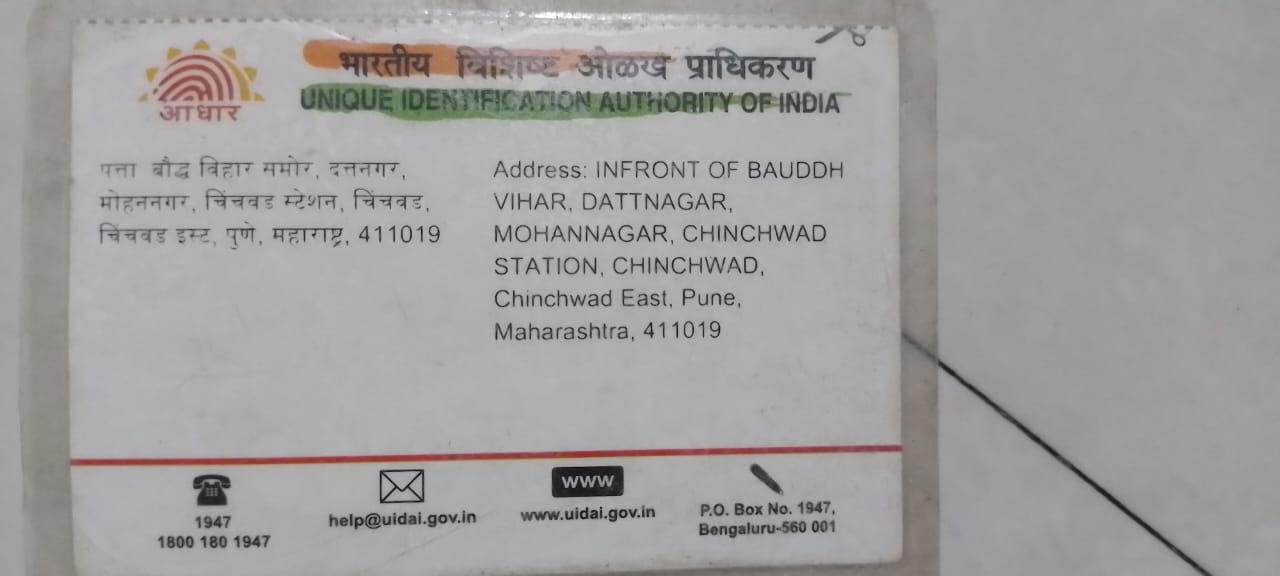 भारतीय विशिष्ट ओळख प्राधिकरण
UNIQUE IDENTIFICATION AUTHORITY OF INDIA
आधार
पत्ता बौद्ध विहार समोर, दत्तनगर,
मोहननगर, चिंचवड स्टेशन, चिंचवड,
चिंचवड इस्ट, पुणे, महाराष्ट्र, 411019
Address: INFRONT OF BAUDDH
VIHAR, DATTNAGAR,
MOHANNAGAR, CHINCHWAD
STATION, CHINCHWAD,
Chinchwad East, Pune,
Maharashtra, 411019
1947
1800 180 1947
help@uidai.gov.in
www
www.uidai.gov.in
P.O. Box No. 1947,
Bengaluru-560 001